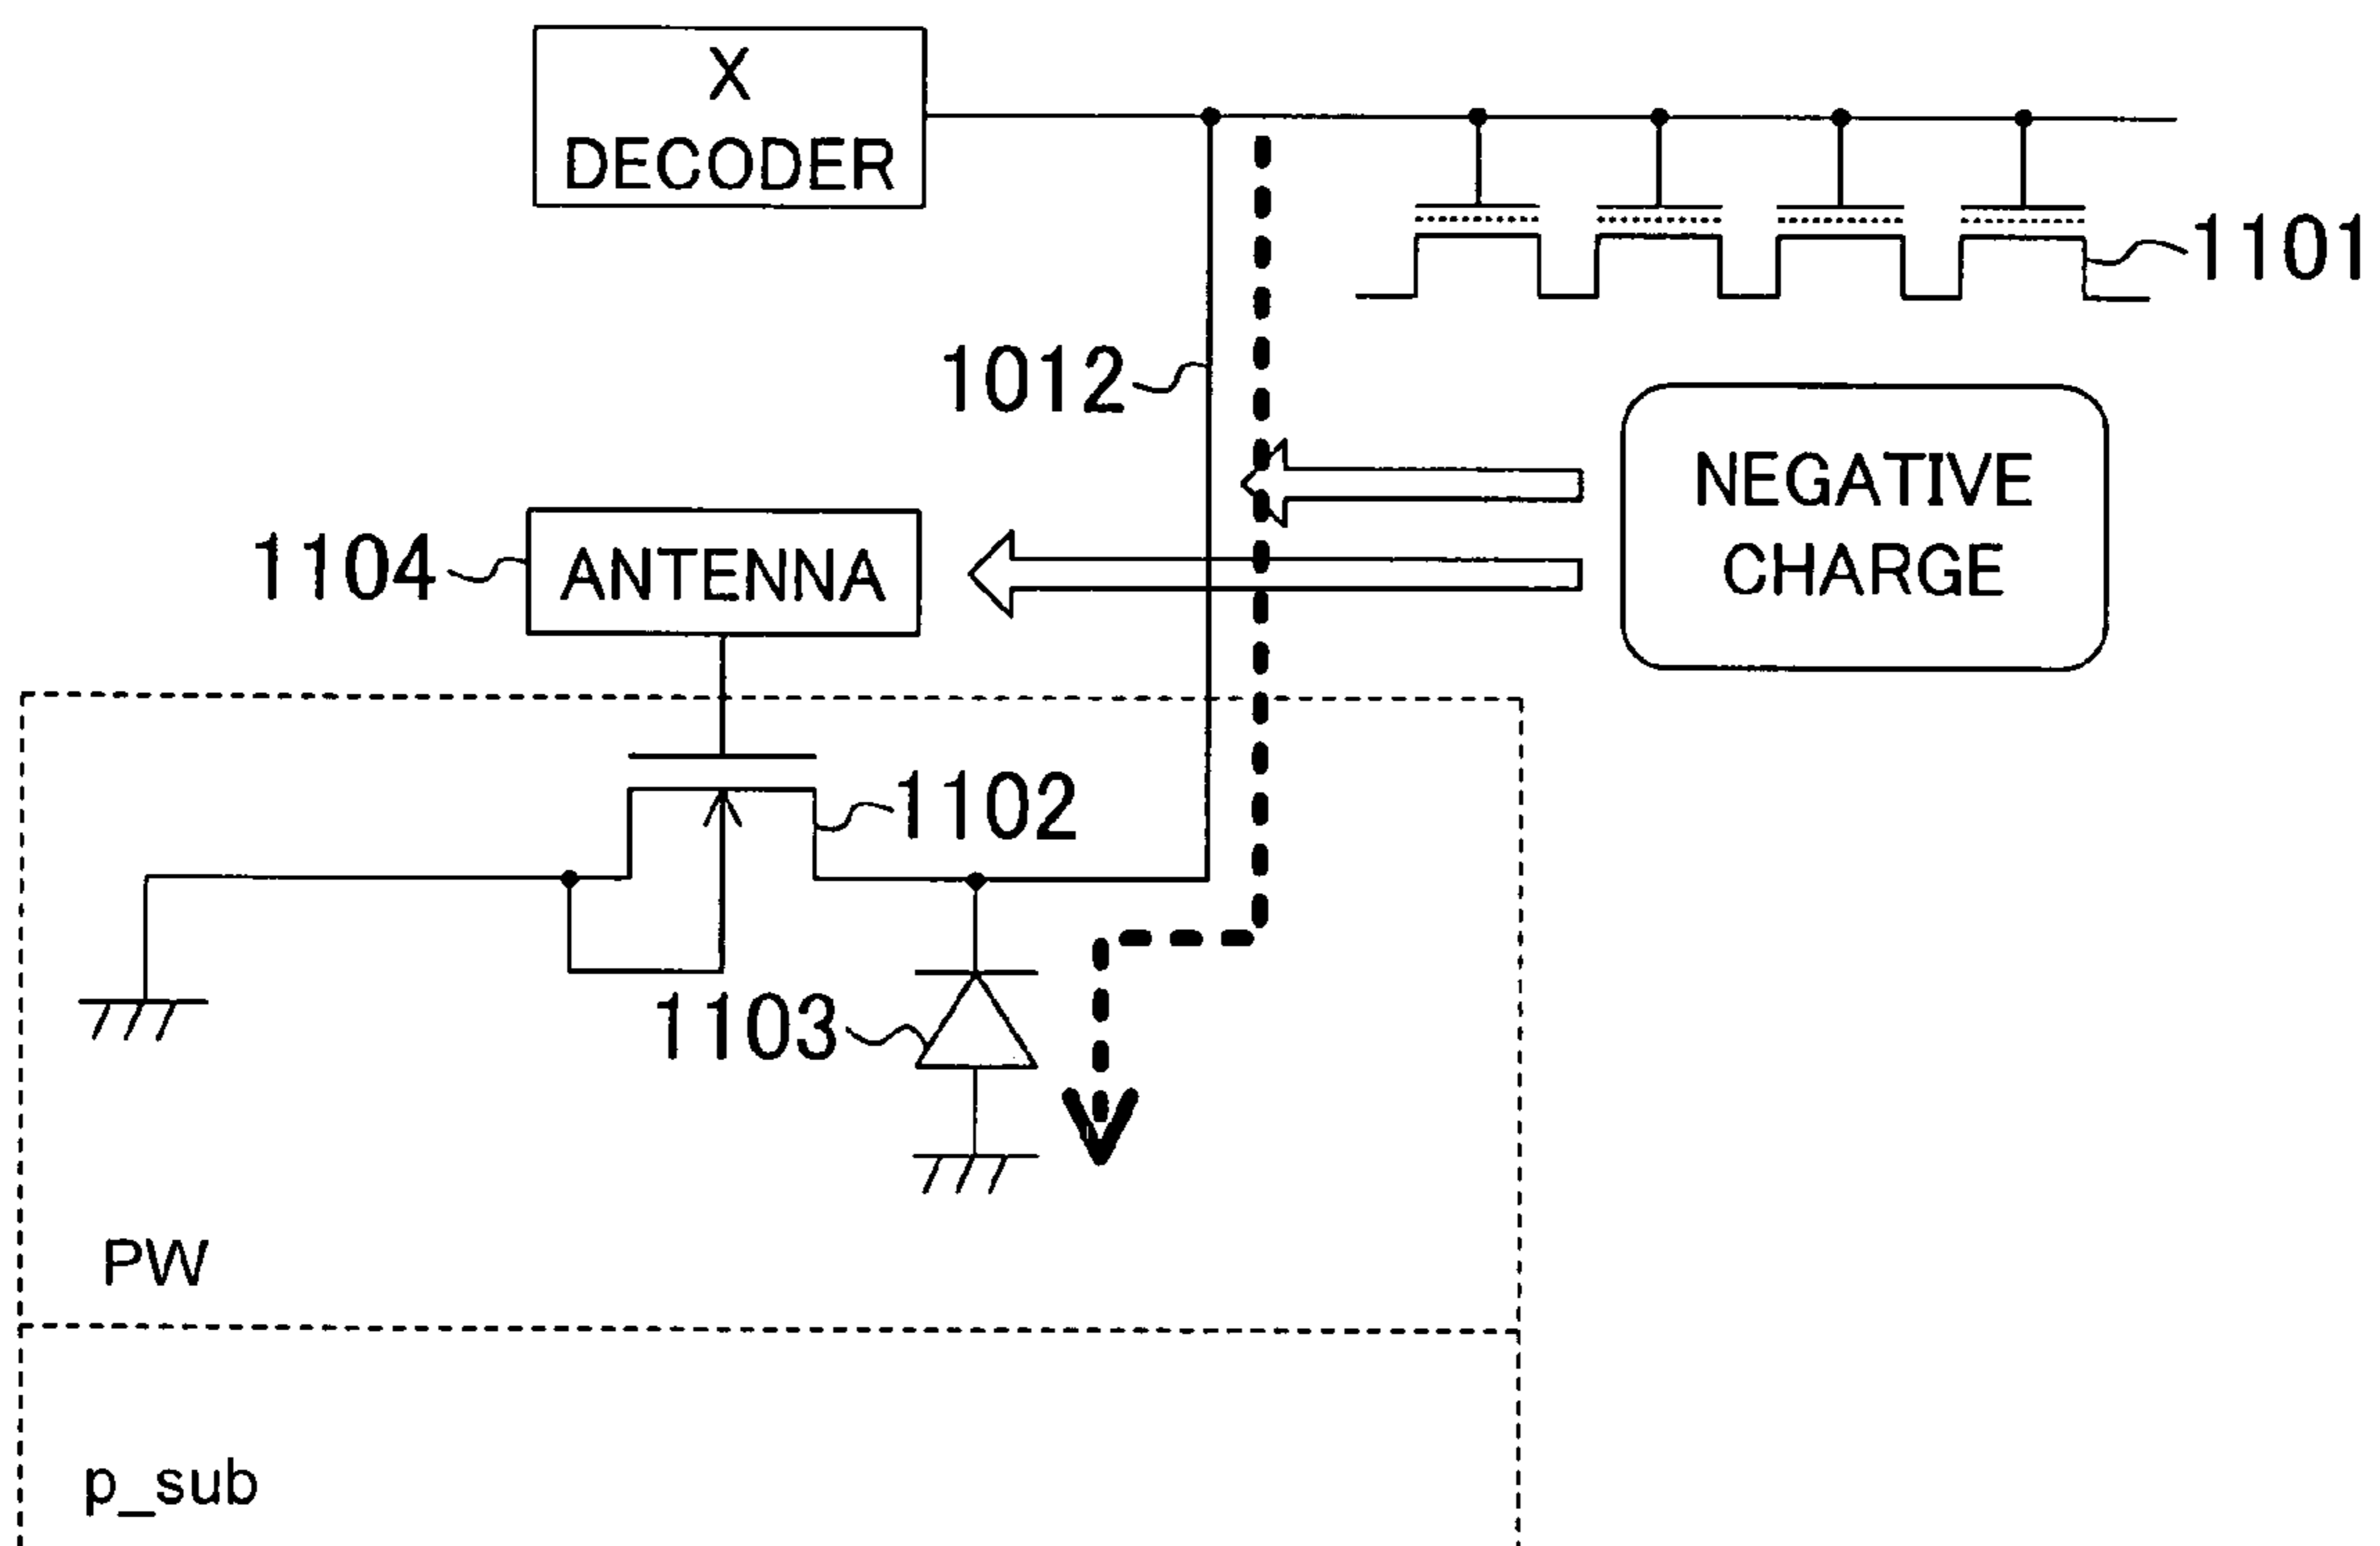 X
DECODER
1101
1012
NEGATIVE
CHARGE
1104
ANTENNA
1102
1103
PW
p_sub